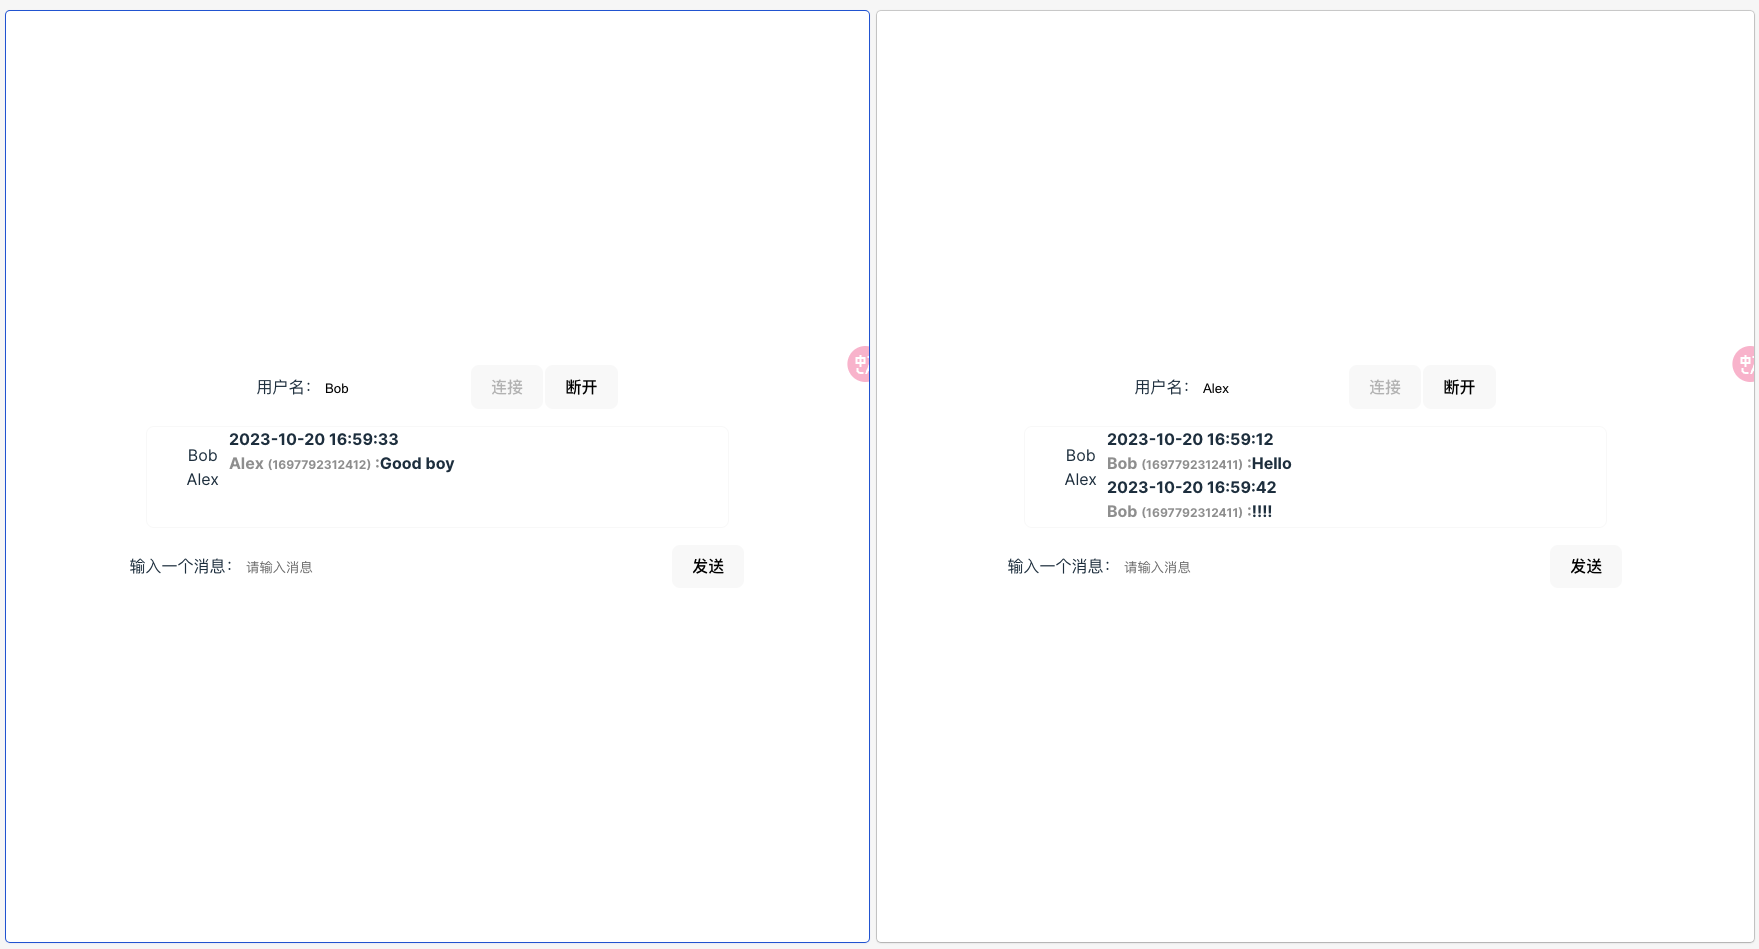 用户名： Bob 连接 断开
Bob
Alex
2023-10-20 16:59:33
Alex (1697792312412) :Good boy
输入一个消息： 请输入消息 发送
用户名： Alex 连接 断开
Bob
Alex
2023-10-20 16:59:12
Bob (1697792312411) :Hello
2023-10-20 16:59:42
Bob (1697792312411) :!!!!
输入一个消息： 请输入消息 发送